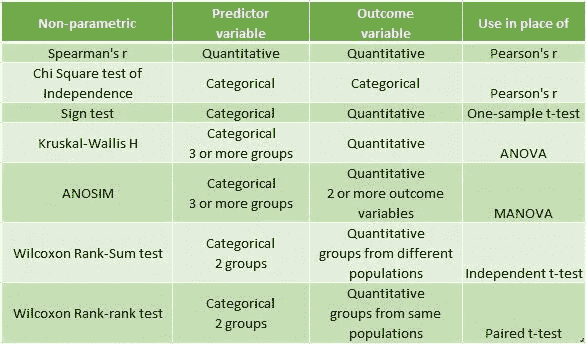 Non-parametric Predictor variable Outcome variable Use in place of
Spearman's r Quantitative Quantitative Pearson's r
Chi Square test of Independence Categorical Categorical Pearson's r
Sign test Categorical Quantitative One-sample t-test
Kruskal-Wallis H Categorical 3 or more groups Quantitative ANOVA
ANOSIM Categorical 3 or more groups Quantitative 2 or more outcome variables MANOVA
Wilcoxon Rank-Sum test Categorical 2 groups Quantitative groups from different populations Independent t-test
Wilcoxon Rank-rank test Categorical 2 groups Quantitative groups from same populations Paired t-test